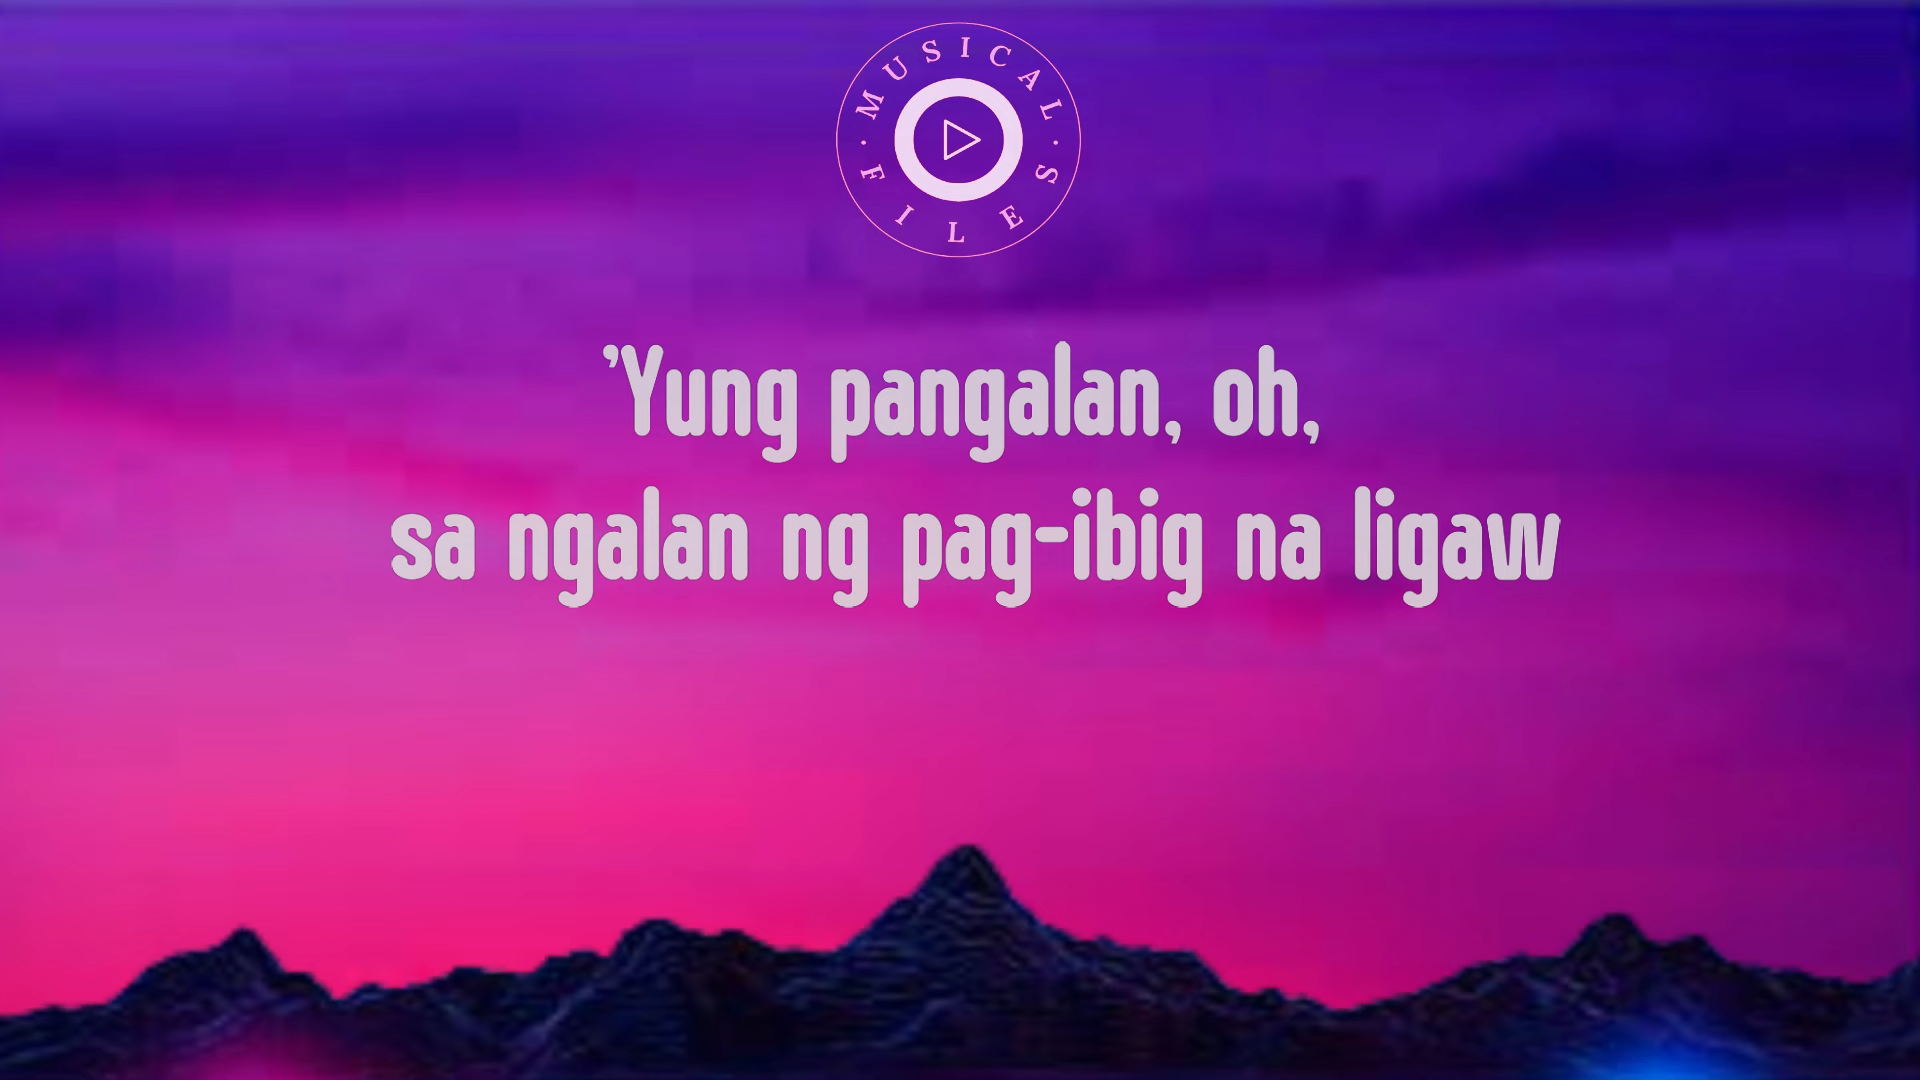 MUSICAL
FILES
’Yung pangalan, oh,
sa ngalan ng pag-ibig na ligaw